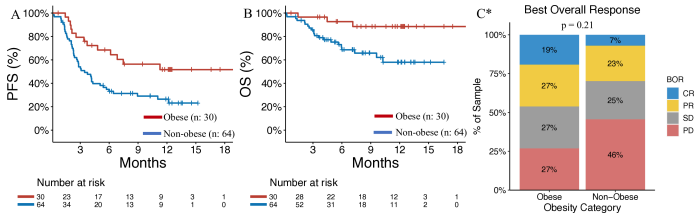 A
PFS (%)
100%
80%
60%
40%
20%
0%
Obese (n: 30)
Non-obese (n: 64)
3 6 9 12 15 18
Months
Number at risk
30 23 17 13 9 3 1
64 34 20 13 9 1 0
B
OS (%)
100%
80%
60%
40%
20%
0%
Obese (n: 30)
Non-obese (n: 64)
3 6 9 12 15 18
Months
Number at risk
30 28 22 18 12 3 1
64 52 31 18 11 2 0
C*
Best Overall Response
p = 0.21
% of Sample
100%
75%
50%
25%
0%
19%
27%
27%
27%
7%
23%
25%
46%
Obese Non-Obese
Obesity Category
BOR
CR
PR
SD
PD